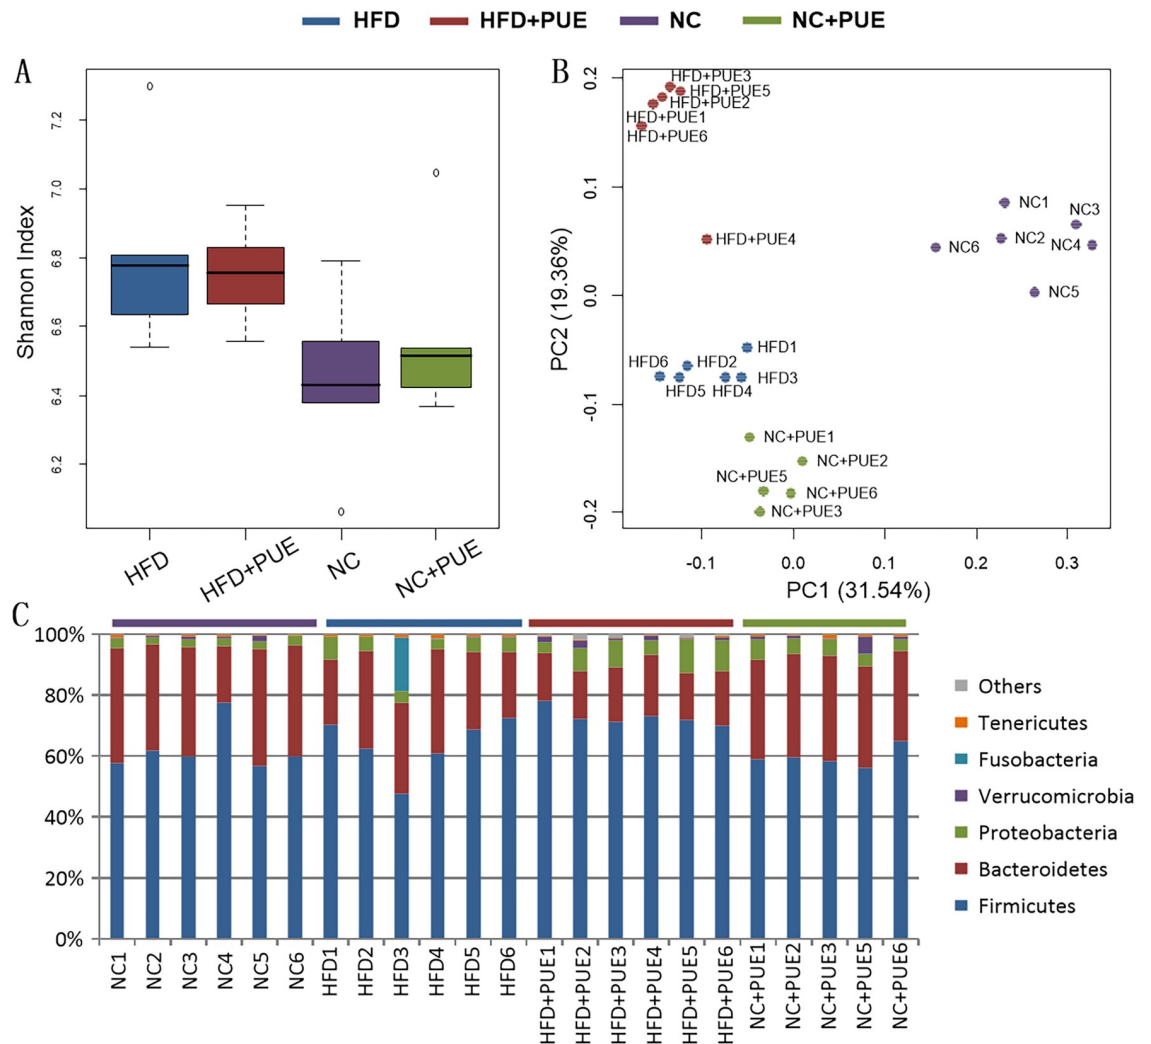 HFD HFD+PUE NC NC+PUE
A
Shannon Index
7.2
7.0
6.8
6.6
6.4
6.2
HFD HFD+PUE NC NC+PUE
B
PC2 (19.36%)
0.2
0.1
0.0
-0.1
-0.2
HFD+PUE3
HFD+PUE5
HFD+PUE2
HFD+PUE1
HFD+PUE6
HFD+PUE4
NC1
NC3
NC2
NC4
NC6
NC5
HFD1
HFD6
HFD2
HFD3
HFD5
HFD4
NC+PUE1
NC+PUE2
NC+PUE5
NC+PUE6
NC+PUE3
-0.1 0.0 0.1 0.2 0.3
PC1 (31.54%)
C
100%
80%
60%
40%
20%
0%
NC1 NC2 NC3 NC4 NC5 NC6 HFD1 HFD2 HFD3 HFD4 HFD5 HFD6 HFD+PUE1 HFD+PUE2 HFD+PUE3 HFD+PUE4 HFD+PUE5 HFD+PUE6 NC+PUE1 NC+PUE2 NC+PUE3 NC+PUE5 NC+PUE6
Others
Tenericutes
Fusobacteria
Verrucomicrobia
Proteobacteria
Bacteroidetes
Firmicutes